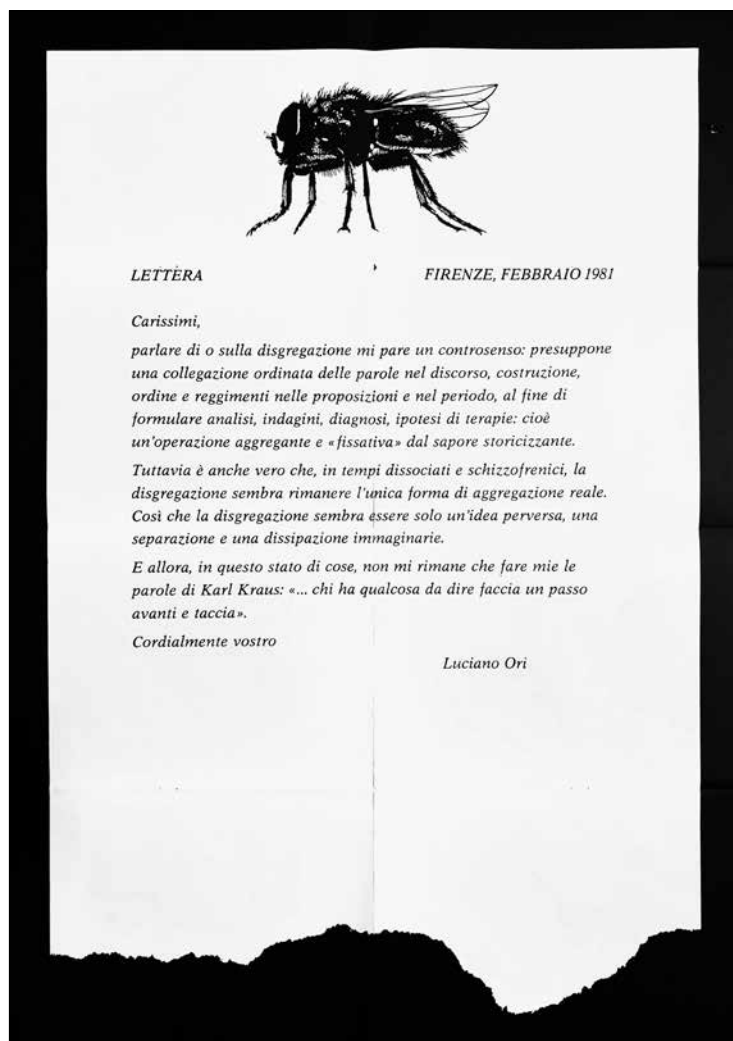 LETTERA FIRENZE, FEBBRAIO 1981
Carissimi,
parlare di o sulla disgregazione mi pare un controsenso: presuppone
una collegazione ordinata delle parole nel discorso, costruzione,
ordine e reggimenti nelle proposizioni e nel periodo, al fine di
formulare analisi, indagini, diagnosi, ipotesi di terapie: cioè
un'operazione aggregante e «fissativa» dal sapore storicizzante.
Tuttavia è anche vero che, in tempi dissociati e schizzofrenici, la
disgregazione sembra rimanere l'unica forma di aggregazione reale.
Così che la disgregazione sembra essere solo un'idea perversa, una
separazione e una dissipazione immaginarie.
E allora, in questo stato di cose, non mi rimane che fare mie le
parole di Karl Kraus: «... chi ha qualcosa da dire faccia un passo
avanti e taccia».
Cordialmente vostro
Luciano Ori